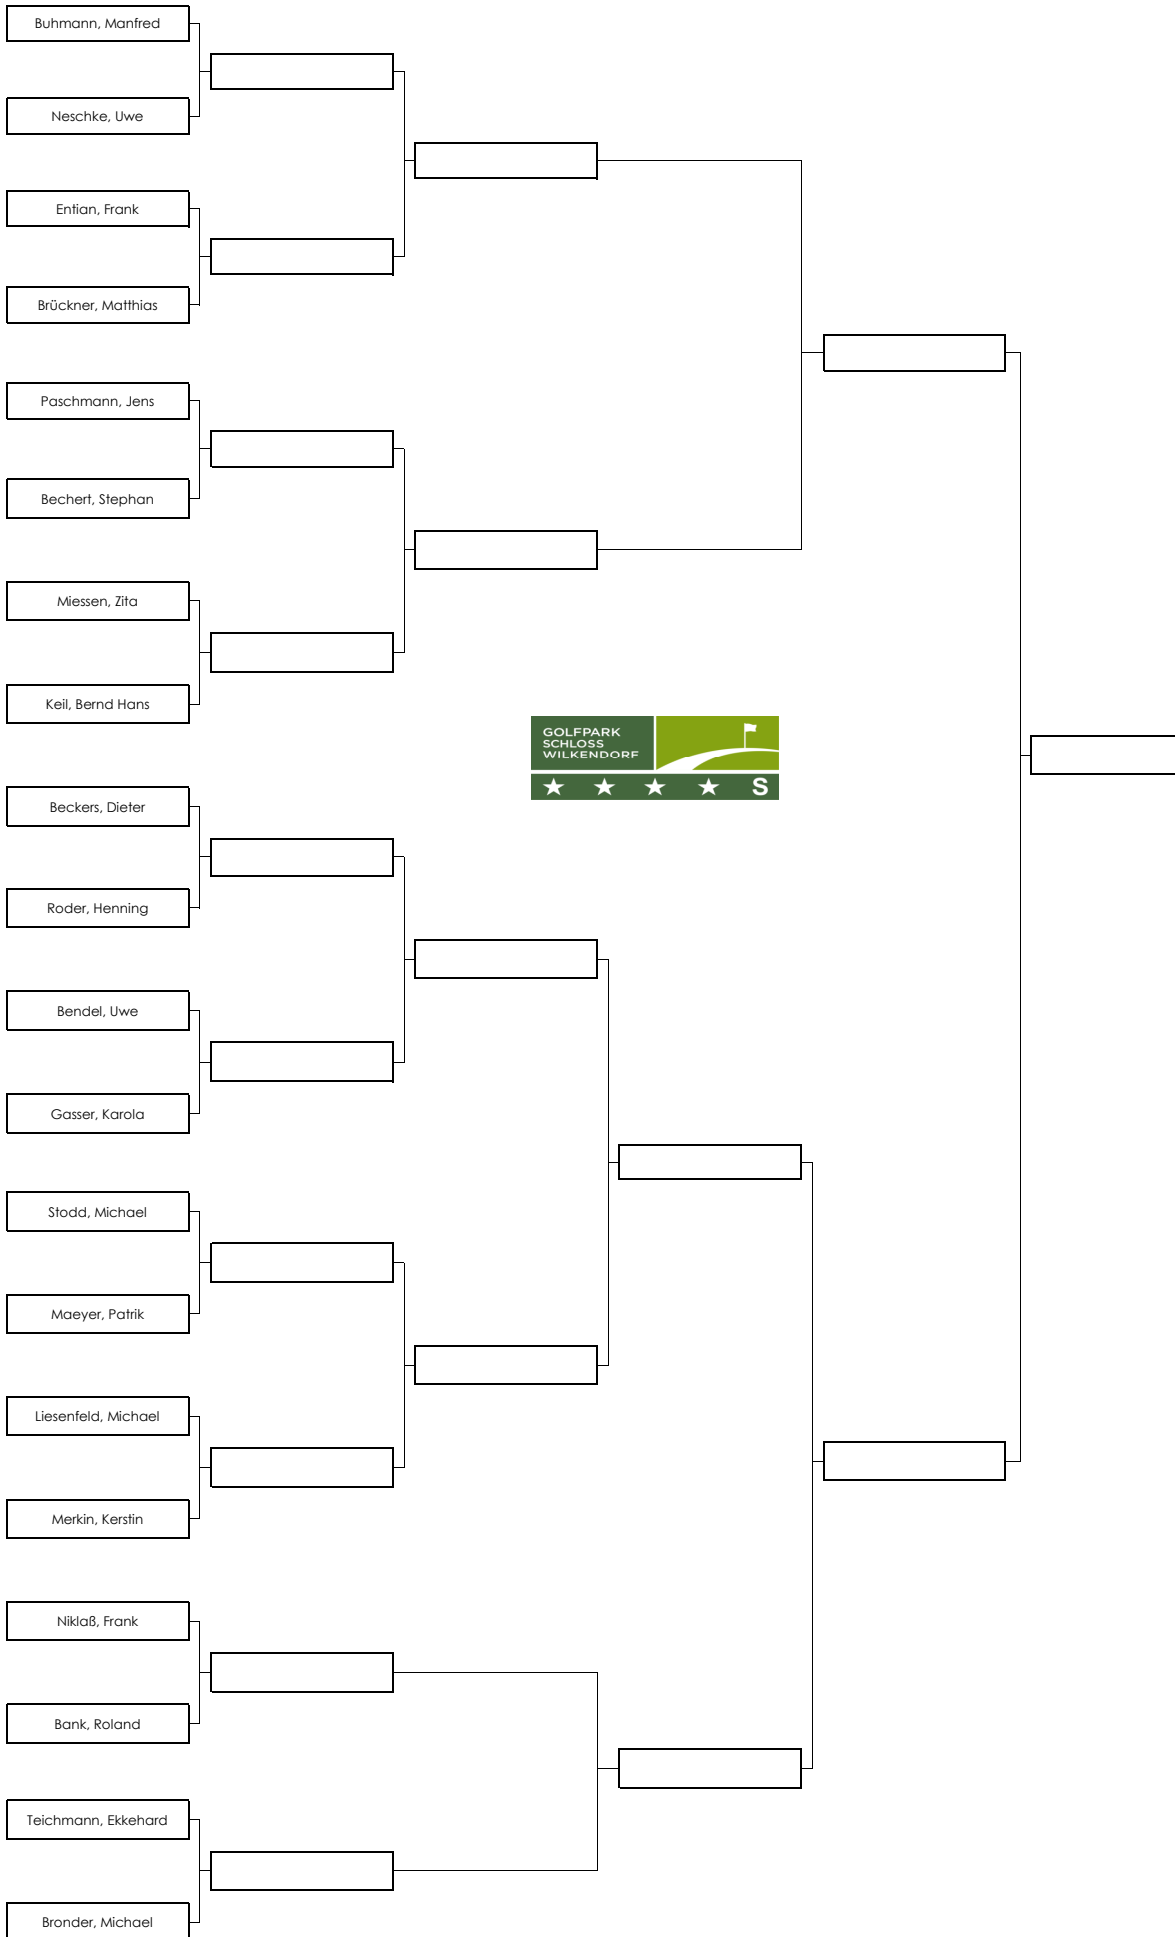 Buhmann, Manfred
Neschke, Uwe
Entian, Frank
Brückner, Matthias
Paschmann, Jens
Bechert, Stephan
Miessen, Zita
Keil, Bernd Hans
GOLFPARK
SCHLOSS
WILKENDORF
S
Beckers, Dieter
Roder, Henning
Bendel, Uwe
Gasser, Karola
Stodd, Michael
Maeyer, Patrik
Liesenfeld, Michael
Merkin, Kerstin
Niklaß, Frank
Bank, Roland
Teichmann, Ekkehard
Bronder, Michael